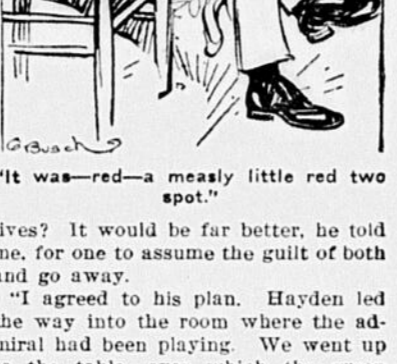 G Busch
"It was—red—a measly little red two
spot."
ives? It would be far better, he told
ne, for one to assume the guilt of both
and go away.
"I agreed to his plan. Hayden led
he way into the room where the ad-
miral had been playing. We went up